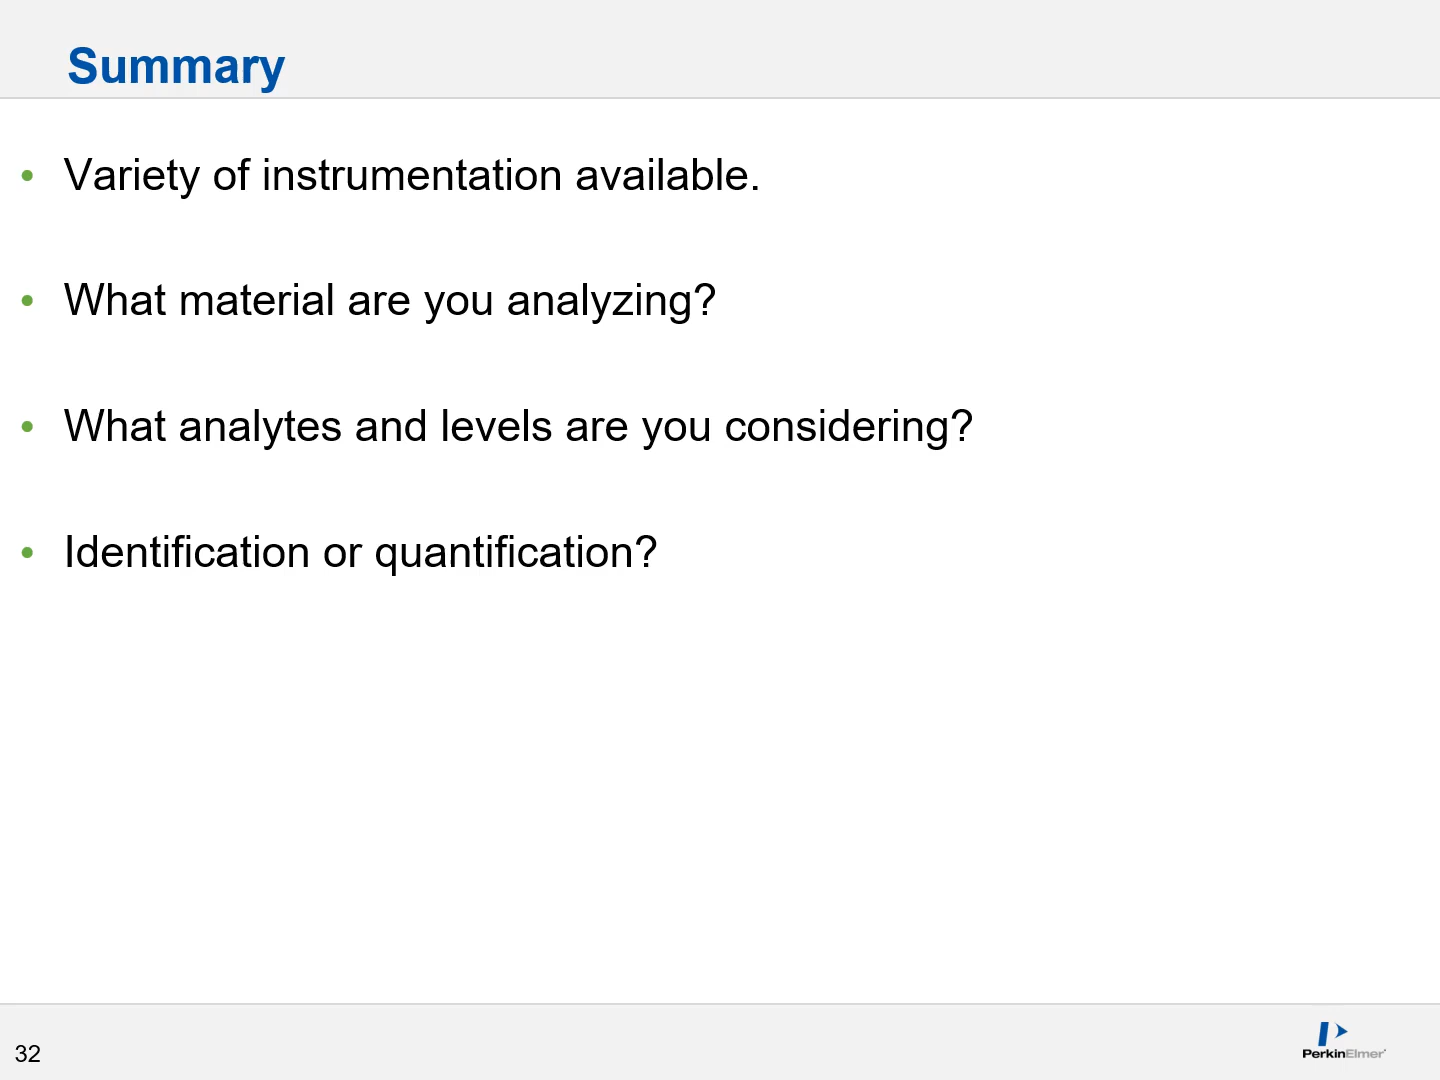 Summary
• Variety of instrumentation available.
• What material are you analyzing?
• What analytes and levels are you considering?
• Identification or quantification?
32
PerkinElmer